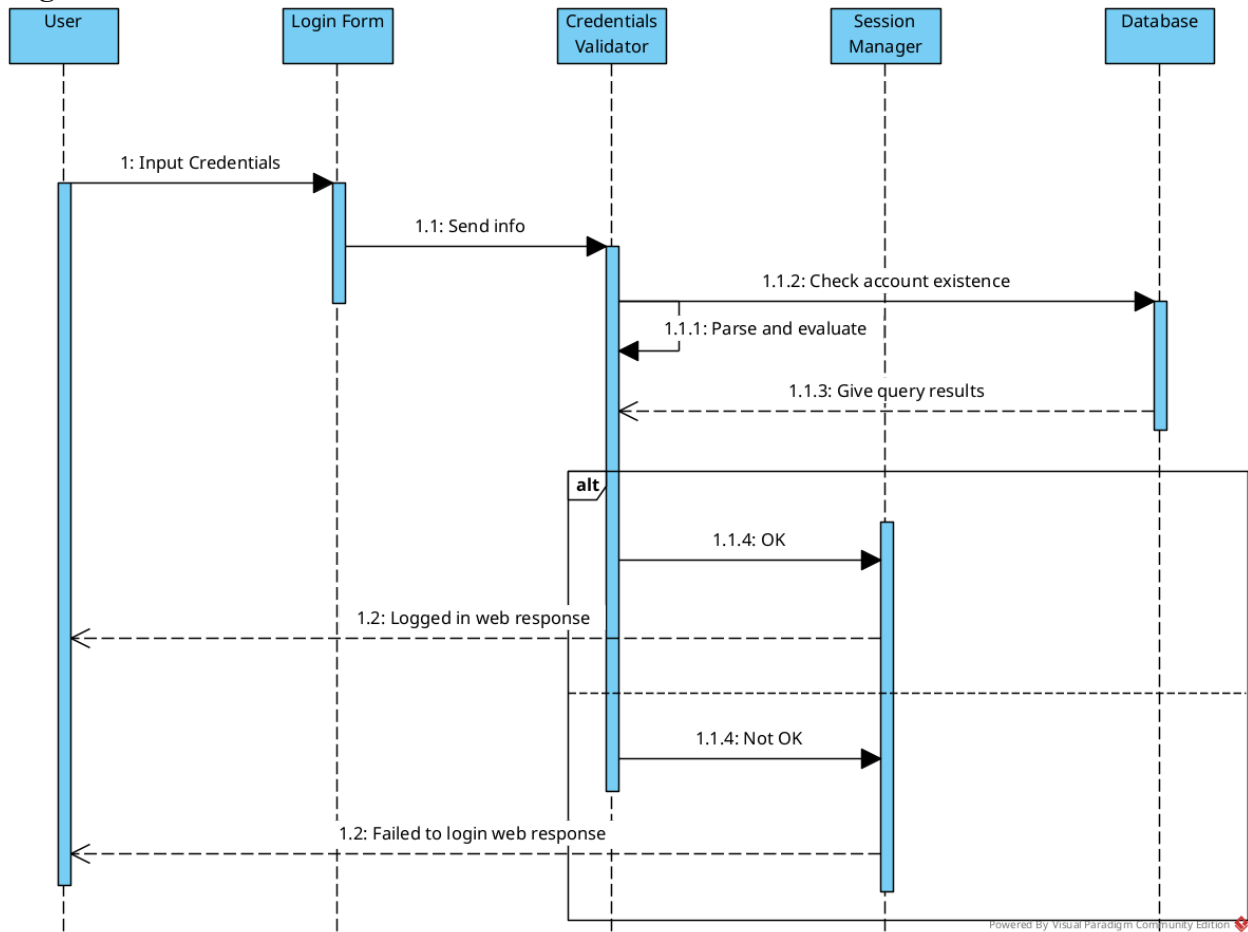 User
Login Form
Credentials
Validator
Session
Manager
Database
1: Input Credentials
1.1: Send info
1.1.2: Check account existence
1.1.1: Parse and evaluate
1.1.3: Give query results
alt
1.1.4: OK
1.2: Logged in web response
1.1.4: Not OK
1.2: Failed to login web response
Powered By Visual Paradigm Community Edition